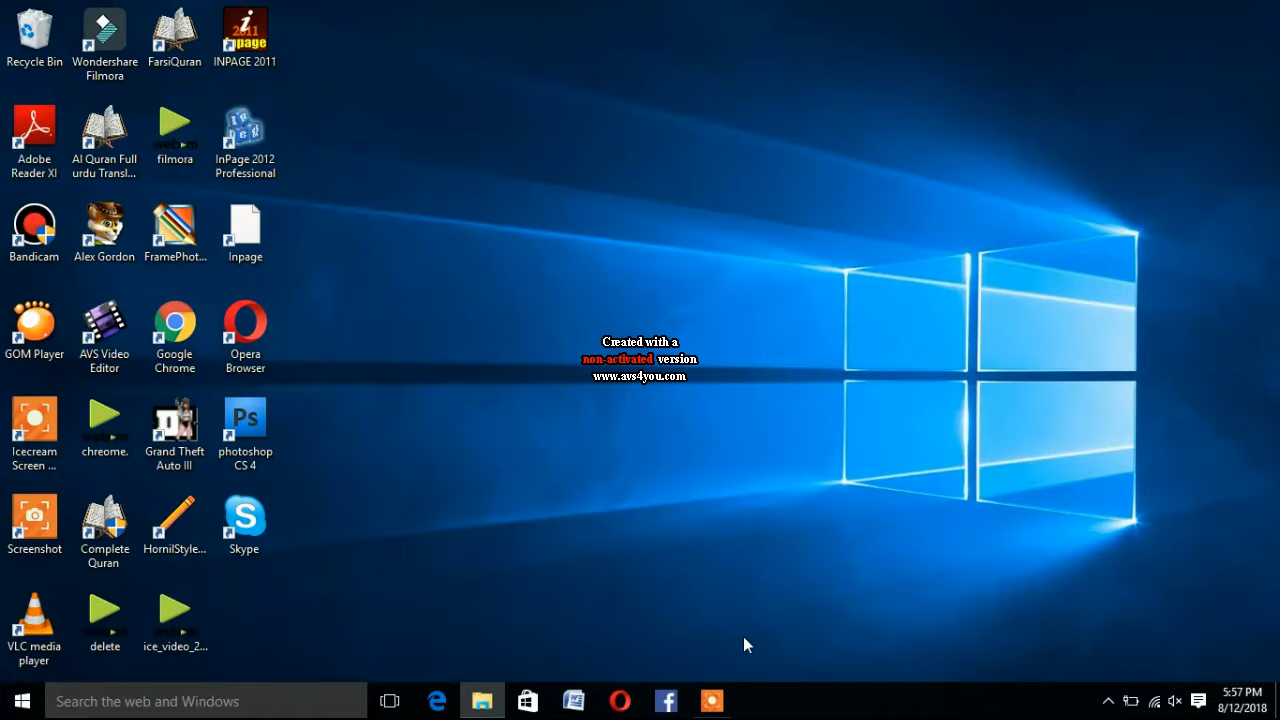 Recycle Bin
Wondershare
Filmora
FarsiQuran
2011
inpage
INPAGE 2011
Adobe
Reader XI
Al Quran Full
urdu Transl...
filmora
InPage 2012
Professional
Bandicam
Alex Gordon
FramePhot...
Inpage
GOM Player
AVS Video
Editor
Google
Chrome
Opera
Browser
Icecream
Screen ...
chreome.
Grand Theft
Auto III
Ps
photoshop
CS 4
Screenshot
Complete
Quran
HornilStyle...
Skype
VLC media
player
delete
ice_video_2...
Created with a
non-activated version
www.avs4you.com
Search the web and Windows
5:57 PM
8/12/2018